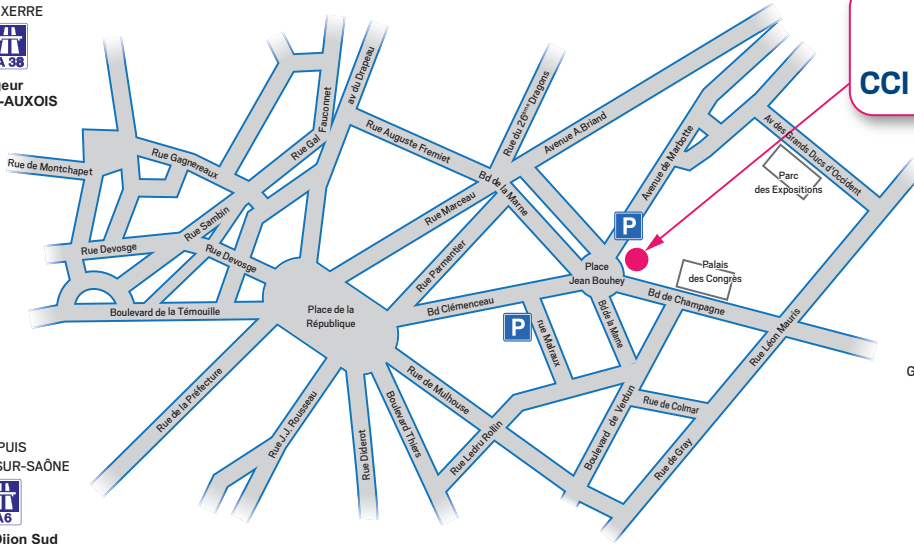 XERRE
A 38
geur
-AUXOIS
CCI
Rue de Montchapet
Rue Gagnereaux
Rue Gal Fauconnet
av du Drapeau
Rue Auguste Fremiet
Rue du 26ème Dragons
Avenue A.Briand
Avenue de Marbotte
Av des Grands Ducs d'Occident
Parc
des Expositions
Rue Devosge
Rue Sambin
Rue Devosge
Rue Marceau
Bd de la Marne
Rue Parmentier
P
Place
Jean Bouhey
Palais
des Congrès
Boulevard de la Témouille
Place de la
République
Bd Clémenceau
P
rue Malraux
Bd de la Marne
Bd de Champagne
Rue Léon Mauris
G
Rue de la Préfecture
Rue J.J. Rousseau
Rue Diderot
Boulevard Thiers
Rue de Mulhouse
Rue Ledru Rollin
Boulevard de Verdun
Rue de Colmar
Rue de Gray
PUIS
SUR-SAÔNE
A6
Dijon Sud